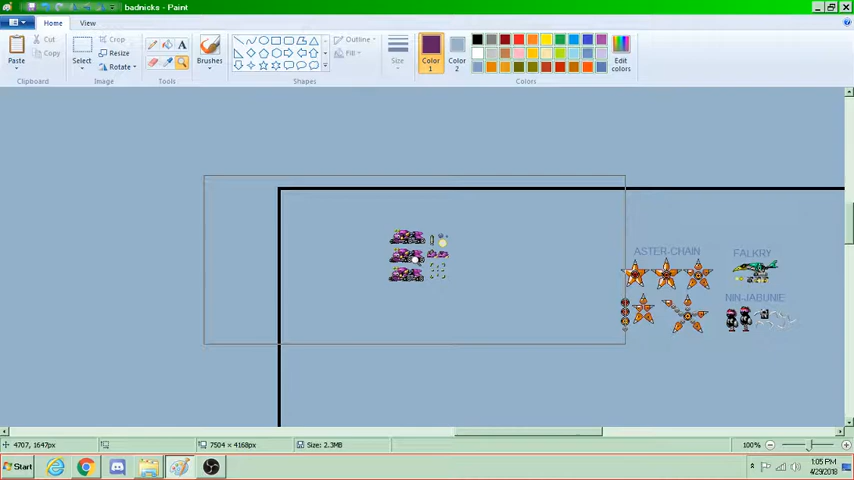 badnicks - Paint
Home
View
Paste
Cut
Copy
Clipboard
Select
Crop
Resize
Rotate
Image
A
Tools
Brushes
Outline
Fill
Shapes
Size
Color 1
Color 2
Edit colors
Colors
ASTER-CHAIN
FALKRY
NIN-JABUNIE
4707, 1647px
7504 × 4168px
Size: 2.3MB
100%
Start
1:05 PM
4/29/2018